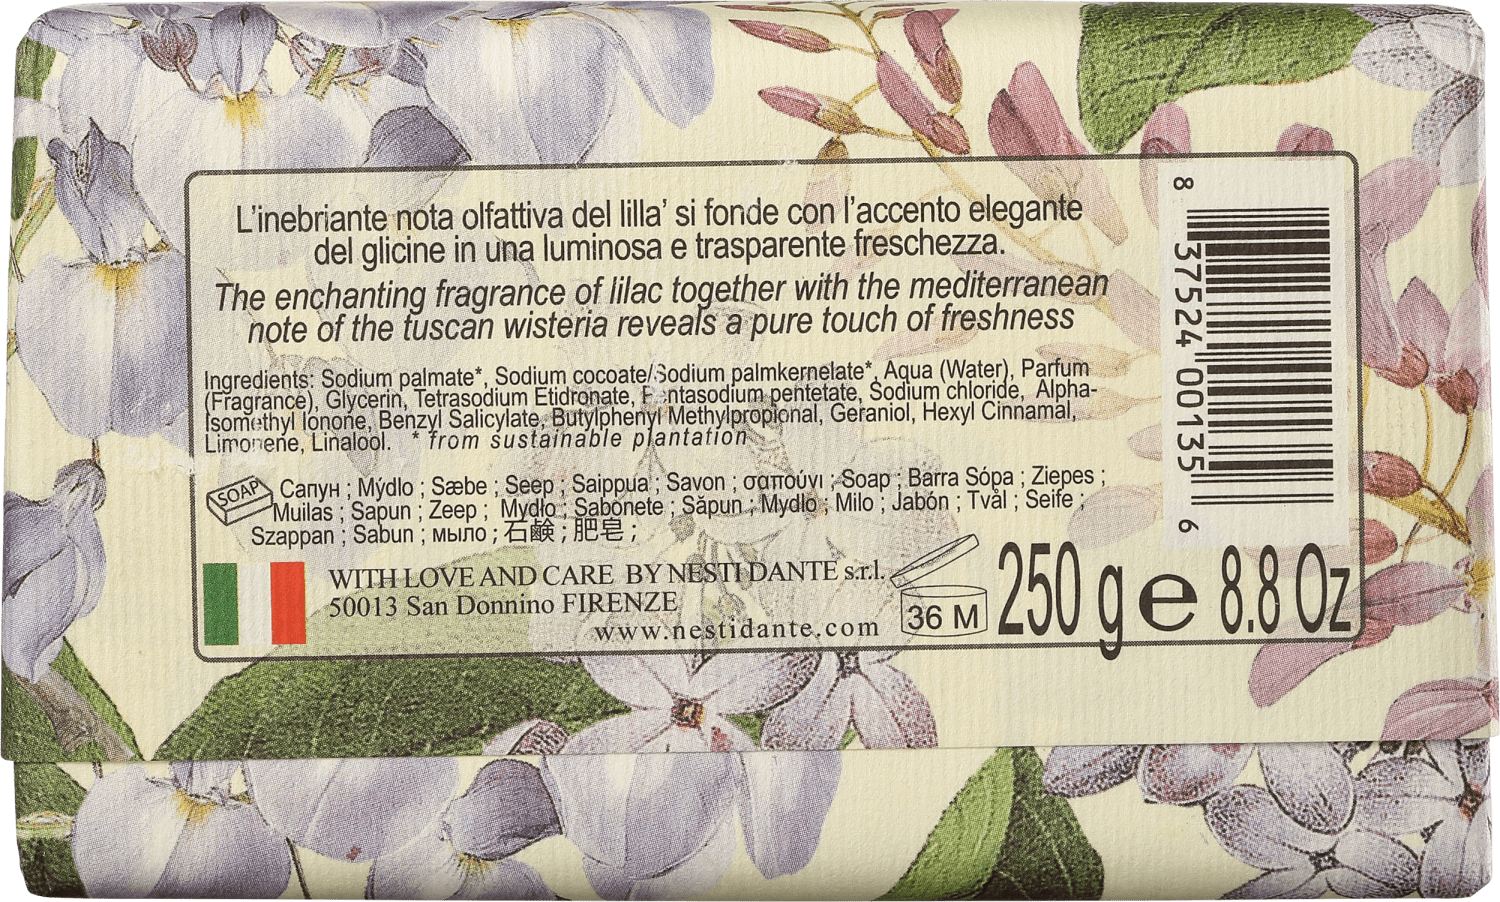 L'inebriante nota olfattiva del lilla' si fonde con l'accento elegante
del glicine in una luminosa e trasparente freschezza.
The enchanting fragrance of lilac together with the mediterranean
note of the tuscan wisteria reveals a pure touch of freshness
Ingredients: Sodium palmate*, Sodium cocoate/Sodium palmkernelate*, Aqua (Water), Parfum
(Fragrance), Glycerin, Tetrasodium Etidronate, Pentasodium pentetate, Sodium chloride, Alpha-
Isomethyl Ionone, Benzyl Salicylate, Butylphenyl Methylpropional, Geraniol, Hexyl Cinnamal,
Limonene, Linalool. * from sustainable plantation
SOAP
Сапун ; Mýdlo ; Sæbe ; Seep ; Saippua ; Savon ; σαπούνι ; Soap ; Barra Sópa ; Ziepes ;
Muilas ; Sapun ; Zeep ; Mydło ; Sabonete ; Săpun ; Mydlo ; Milo ; Jabón ; Tvål ; Seife ;
Szappan ; Sabun ; мыло ; 石鹸 ; 肥皂 ;
WITH LOVE AND CARE BY NESTI DANTE s.r.l.
50013 San Donnino FIRENZE
www.nestidante.com
36 M
250 g e 8.8 Oz
8 37524 00135 6